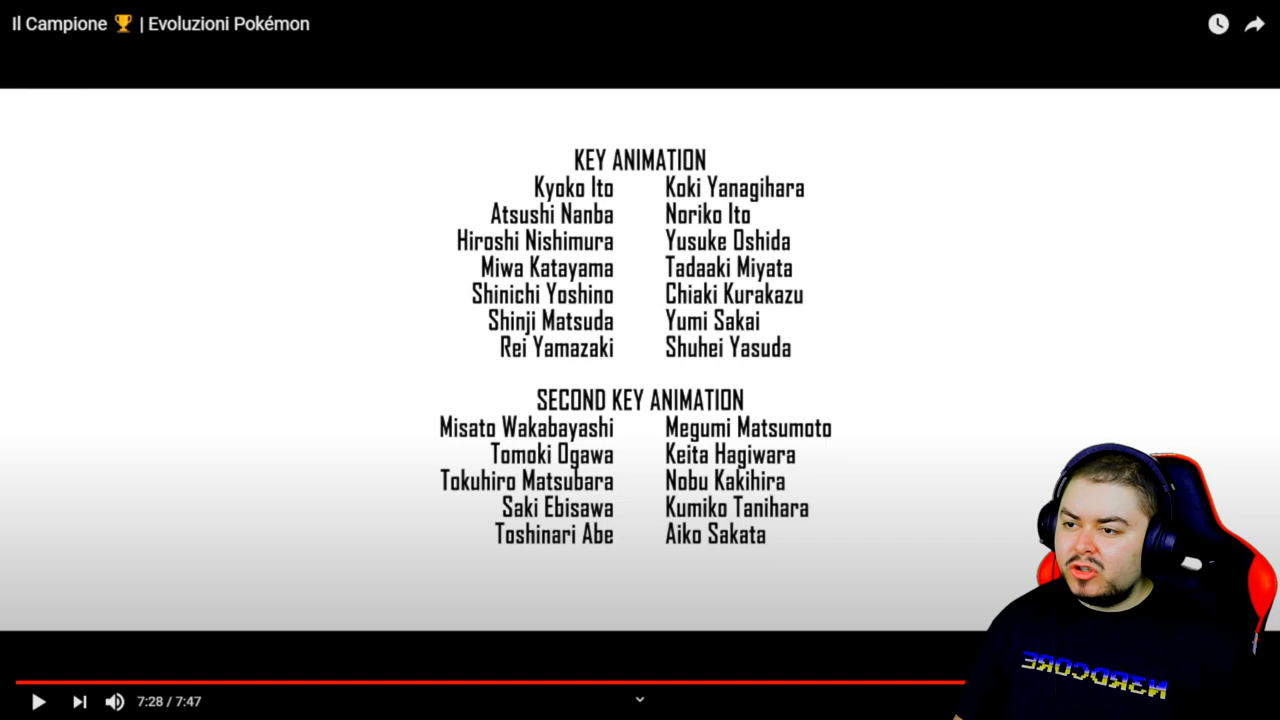 Il Campione 🏆 | Evoluzioni Pokémon
KEY ANIMATION
Kyoko Ito Koki Yanagihara
Atsushi Nanba Noriko Ito
Hiroshi Nishimura Yusuke Oshida
Miwa Katayama Tadaaki Miyata
Shinichi Yoshino Chiaki Kurakazu
Shinji Matsuda Yumi Sakai
Rei Yamazaki Shuhei Yasuda
SECOND KEY ANIMATION
Misato Wakabayashi Megumi Matsumoto
Tomoki Ogawa Keita Hagiwara
Tokuhiro Matsubara Nobu Kakihira
Saki Ebisawa Kumiko Tanihara
Toshinari Abe Aiko Sakata
N3RDCORE
7:28 / 7:47